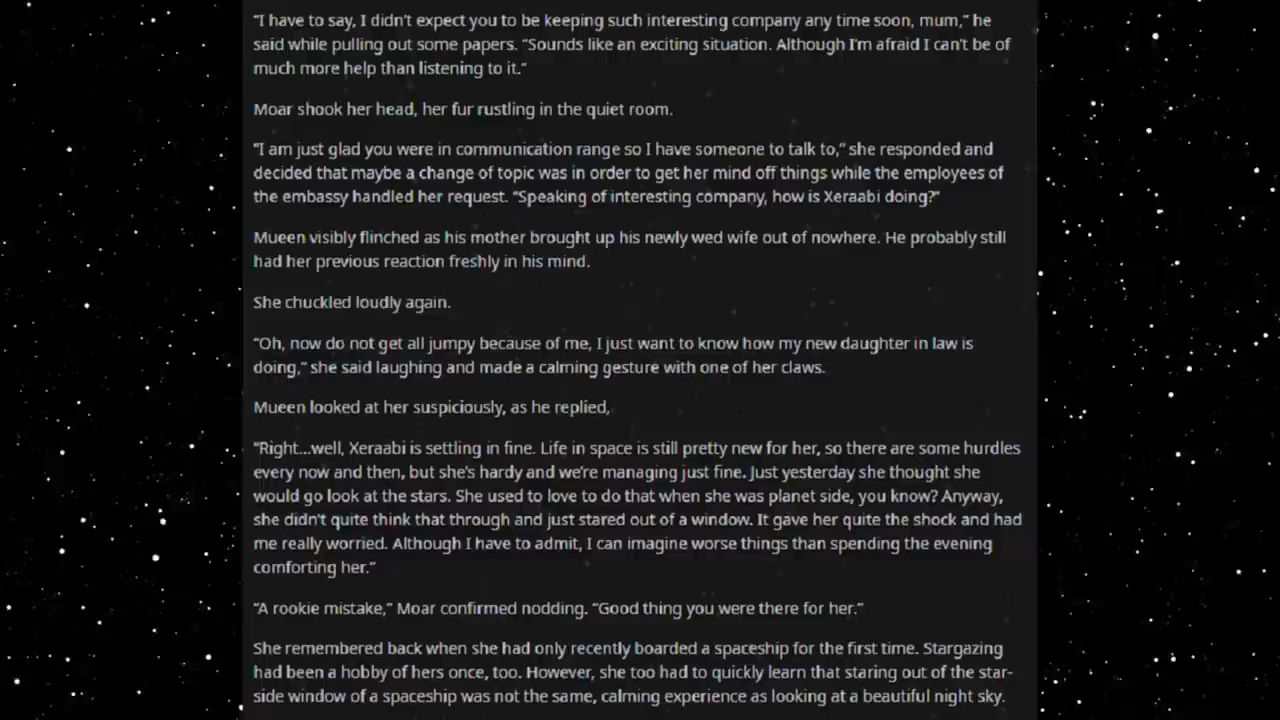 “I have to say, I didn’t expect you to be keeping such interesting company any time soon, mum,” he
said while pulling out some papers. “Sounds like an exciting situation. Although I’m afraid I can’t be of
much more help than listening to it.”
Moar shook her head, her fur rustling in the quiet room.
“I am just glad you were in communication range so I have someone to talk to,” she responded and
decided that maybe a change of topic was in order to get her mind off things while the employees of
the embassy handled her request. “Speaking of interesting company, how is Xeraabi doing?”
Mueen visibly flinched as his mother brought up his newly wed wife out of nowhere. He probably still
had her previous reaction freshly in his mind.
She chuckled loudly again.
“Oh, now do not get all jumpy because of me, I just want to know how my new daughter in law is
doing,” she said laughing and made a calming gesture with one of her claws.
Mueen looked at her suspiciously, as he replied,
“Right...well, Xeraabi is settling in fine. Life in space is still pretty new for her, so there are some hurdles
every now and then, but she’s hardy and we’re managing just fine. Just yesterday she thought she
would go look at the stars. She used to love to do that when she was planet side, you know? Anyway,
she didn’t quite think that through and just stared out of a window. It gave her quite the shock and had
me really worried. Although I have to admit, I can imagine worse things than spending the evening
comforting her.”
“A rookie mistake,” Moar confirmed nodding. “Good thing you were there for her.”
She remembered back when she had only recently boarded a spaceship for the first time. Stargazing
had been a hobby of hers once, too. However, she too had to quickly learn that staring out of the star-
side window of a spaceship was not the same, calming experience as looking at a beautiful night sky.